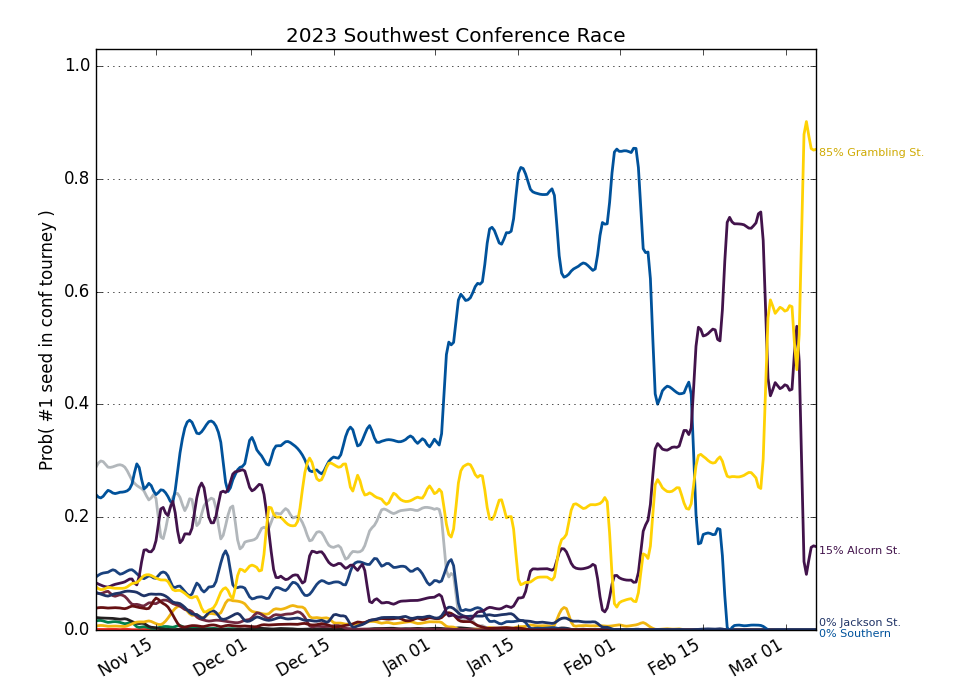 2023 Southwest Conference Race
Prob( #1 seed in conf tourney )
1.0
0.8
0.6
0.4
0.2
0.0
Nov 15
Dec 01
Dec 15
Jan 01
Jan 15
Feb 01
Feb 15
Mar 01
85% Grambling St.
15% Alcorn St.
0% Jackson St.
0% Southern